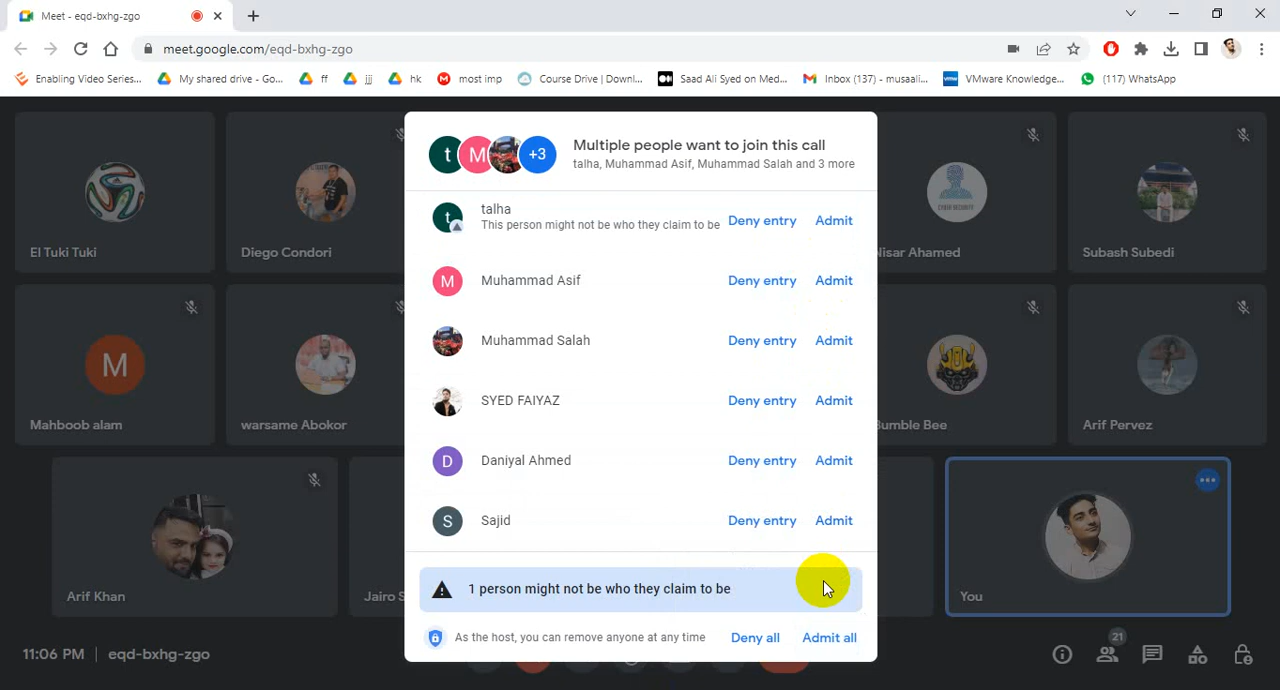 Meet - eqd-bxhg-zgo
meet.google.com/eqd-bxhg-zgo
Enabling Video Series...
My shared drive - Go...
ff
jjj
hk
most imp
Course Drive | Downl...
Saad Ali Syed on Med...
Inbox (137) - musaali...
VMware Knowledge...
(117) WhatsApp
t
M
+3
Multiple people want to join this call
talha, Muhammad Asif, Muhammad Salah and 3 more
t
talha
This person might not be who they claim to be
Deny entry
Admit
M
Muhammad Asif
Deny entry
Admit
Muhammad Salah
Deny entry
Admit
SYED FAIYAZ
Deny entry
Admit
D
Daniyal Ahmed
Deny entry
Admit
S
Sajid
Deny entry
Admit
1 person might not be who they claim to be
As the host, you can remove anyone at any time
Deny all
Admit all
El Tuki Tuki
Diego Condori
CYBER SECURITY
Nisar Ahamed
Subash Subedi
M
Mahboob alam
warsame Abokor
Bumble Bee
Arif Pervez
Arif Khan
Jairo S
You
11:06 PM | eqd-bxhg-zgo
21